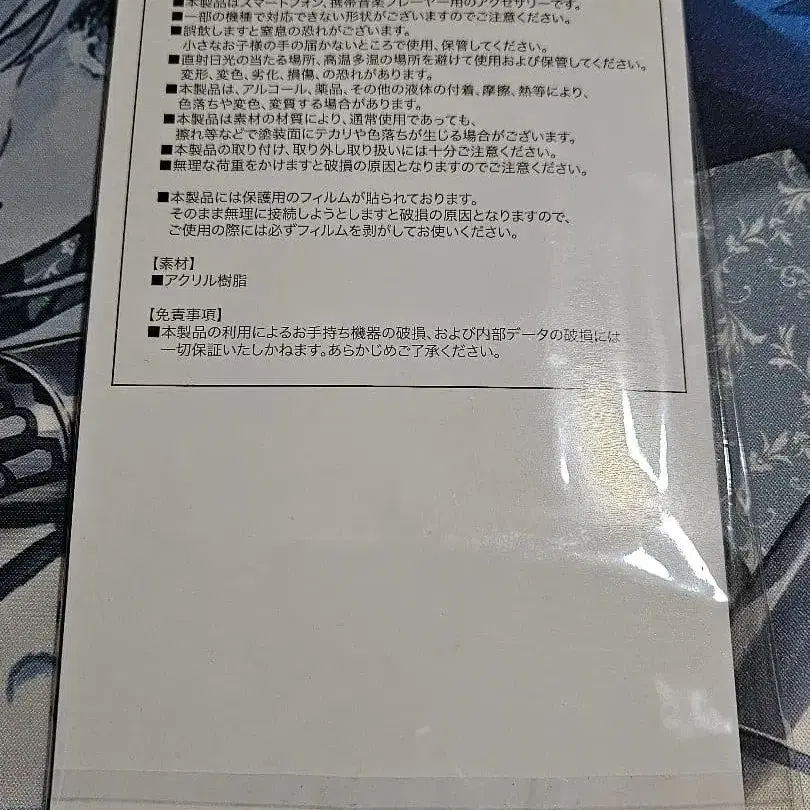 ■本製品はスマートフォン、携帯音楽プレーヤー用のアクセサリーです。
■一部の機種で対応できない形状がございますのでご注意ください。
■誤飲しますと窒息の恐れがございます。
小さなお子様の手の届かないところで使用、保管してください。
■直射日光の当たる場所、高温多湿の場所を避けて使用および保管してください。
変形、変色、劣化、損傷、の恐れがあります。
■本製品は、アルコール、薬品、その他の液体の付着、摩擦、熱等により、
色落ちや変色、変質する場合があります。
■本製品は素材の材質により、通常使用であっても、
擦れ等などで塗装面にテカリや色落ちが生じる場合がございます。
■本製品の取り付け、取り外し取り扱いには十分ご注意ください。
■無理な荷重をかけますと破損の原因となりますのでご注意ください。
■本製品には保護用のフィルムが貼られております。
そのまま無理に接続しようとしますと破損の原因となりますので、
ご使用の際には必ずフィルムを剥がしてお使いください。
【素材】
■アクリル樹脂
【免責事項】
■本製品の利用によるお手持ち機器の破損、および内部データの破損には
一切保証いたしかねます。あらかじめご了承ください。